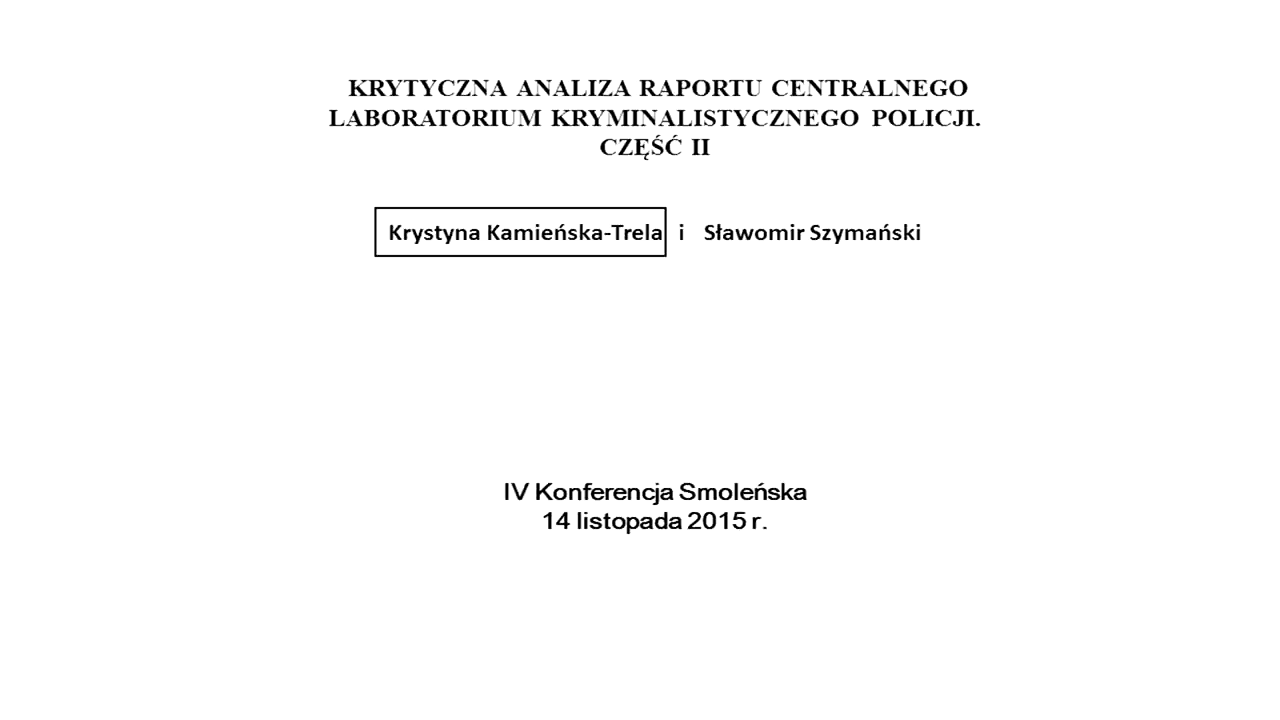 KRYTYCZNA ANALIZA RAPORTU CENTRALNEGO
LABORATORIUM KRYMINALISTYCZNEGO POLICJI.
CZĘŚĆ II
Krystyna Kamieńska-Trela i Sławomir Szymański
IV Konferencja Smoleńska
14 listopada 2015 r.